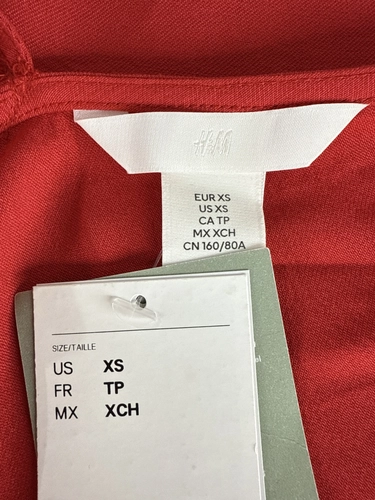 H&M
EUR XS
US XS
CA TP
MX XCH
CN 160/80A
SIZE/TAILLE
US XS
FR TP
MX XCH